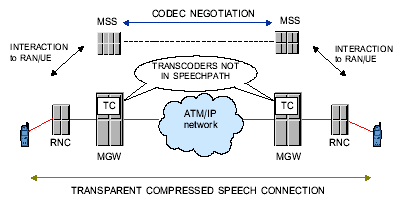 CODEC NEGOTIATION
MSS
MSS
INTERACTION
to RAN/UE
INTERACTION
to RAN/UE
TRANSCODERS NOT
IN SPEECHPATH
TC
TC
ATM/IP
network
RNC
MGW
MGW
RNC
TRANSPARENT COMPRESSED SPEECH CONNECTION